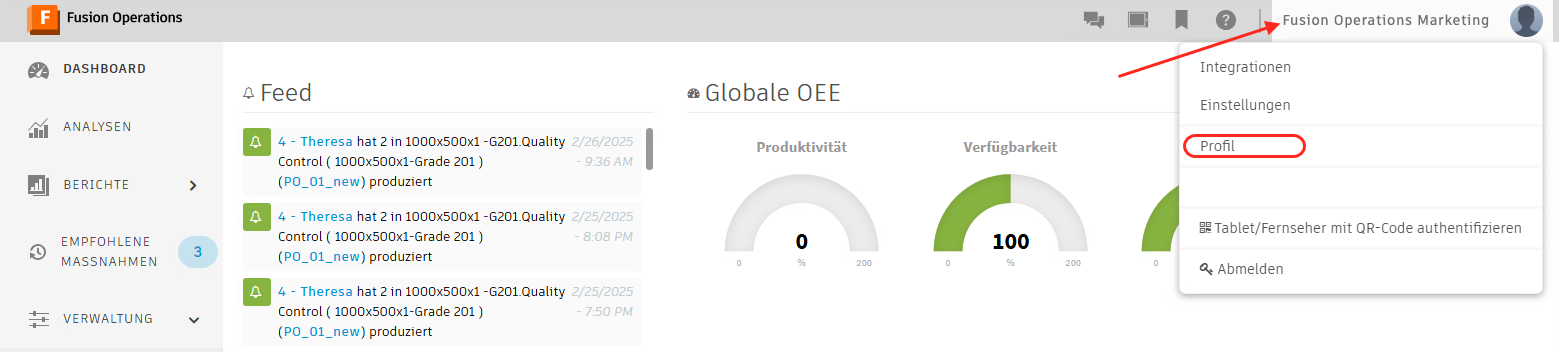 F Fusion Operations
Fusion Operations Marketing
DASHBOARD
ANALYSEN
BERICHTE
EMPFOHLENE
MASSNAHMEN
3
VERWALTUNG
Feed
4 - Theresa hat 2 in 1000x500x1 -G201.Quality 2/26/2025
Control ( 1000x500x1-Grade 201 ) - 9:36 AM
(PO_01_new) produziert
4 - Theresa hat 2 in 1000x500x1 -G201.Quality 2/25/2025
Control ( 1000x500x1-Grade 201 ) - 8:08 PM
(PO_01_new) produziert
4 - Theresa hat 2 in 1000x500x1 -G201.Quality 2/25/2025
Control ( 1000x500x1-Grade 201 ) - 7:50 PM
(PO_01_new) produziert
Globale OEE
Produktivität
0
0 % 200
Verfügbarkeit
100
0 % 200
Integrationen
Einstellungen
Profil
Tablet/Fernseher mit QR-Code authentifizieren
Abmelden